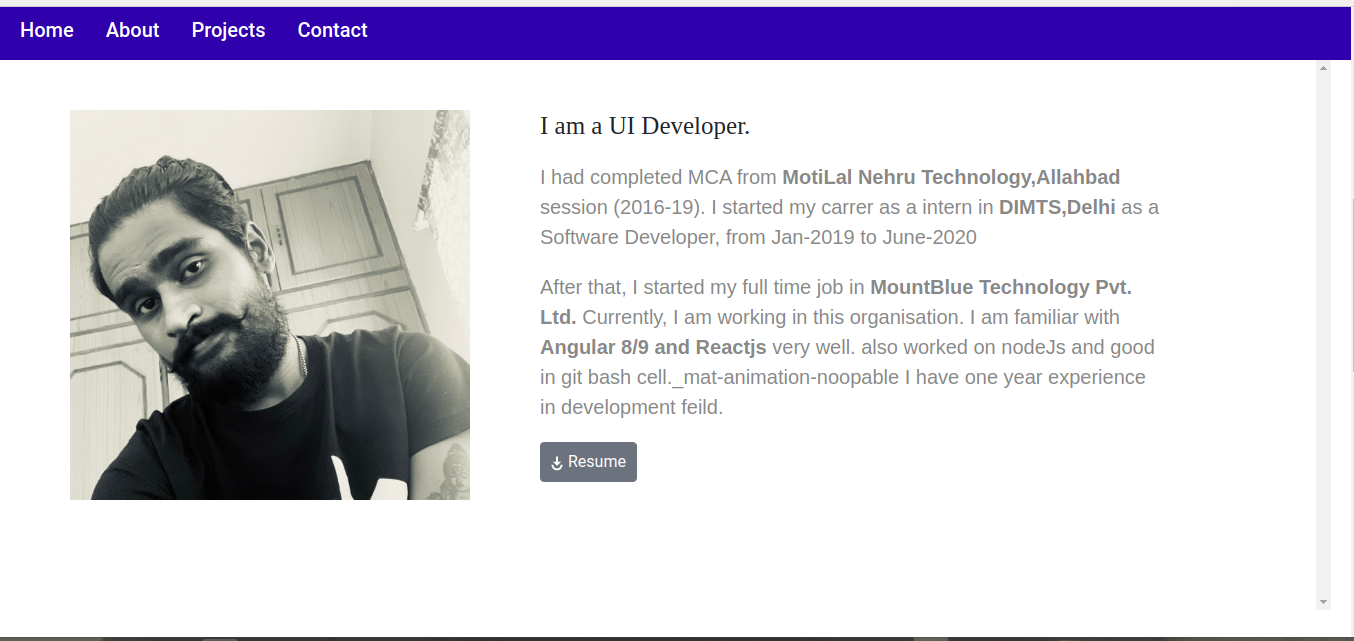 Home About Projects Contact
I am a UI Developer.
I had completed MCA from MotiLal Nehru Technology,Allahbad
session (2016-19). I started my carrer as a intern in DIMTS,Delhi as a
Software Developer, from Jan-2019 to June-2020
After that, I started my full time job in MountBlue Technology Pvt.
Ltd. Currently, I am working in this organisation. I am familiar with
Angular 8/9 and Reactjs very well. also worked on nodeJs and good
in git bash cell._mat-animation-noopable I have one year experience
in development feild.
Resume